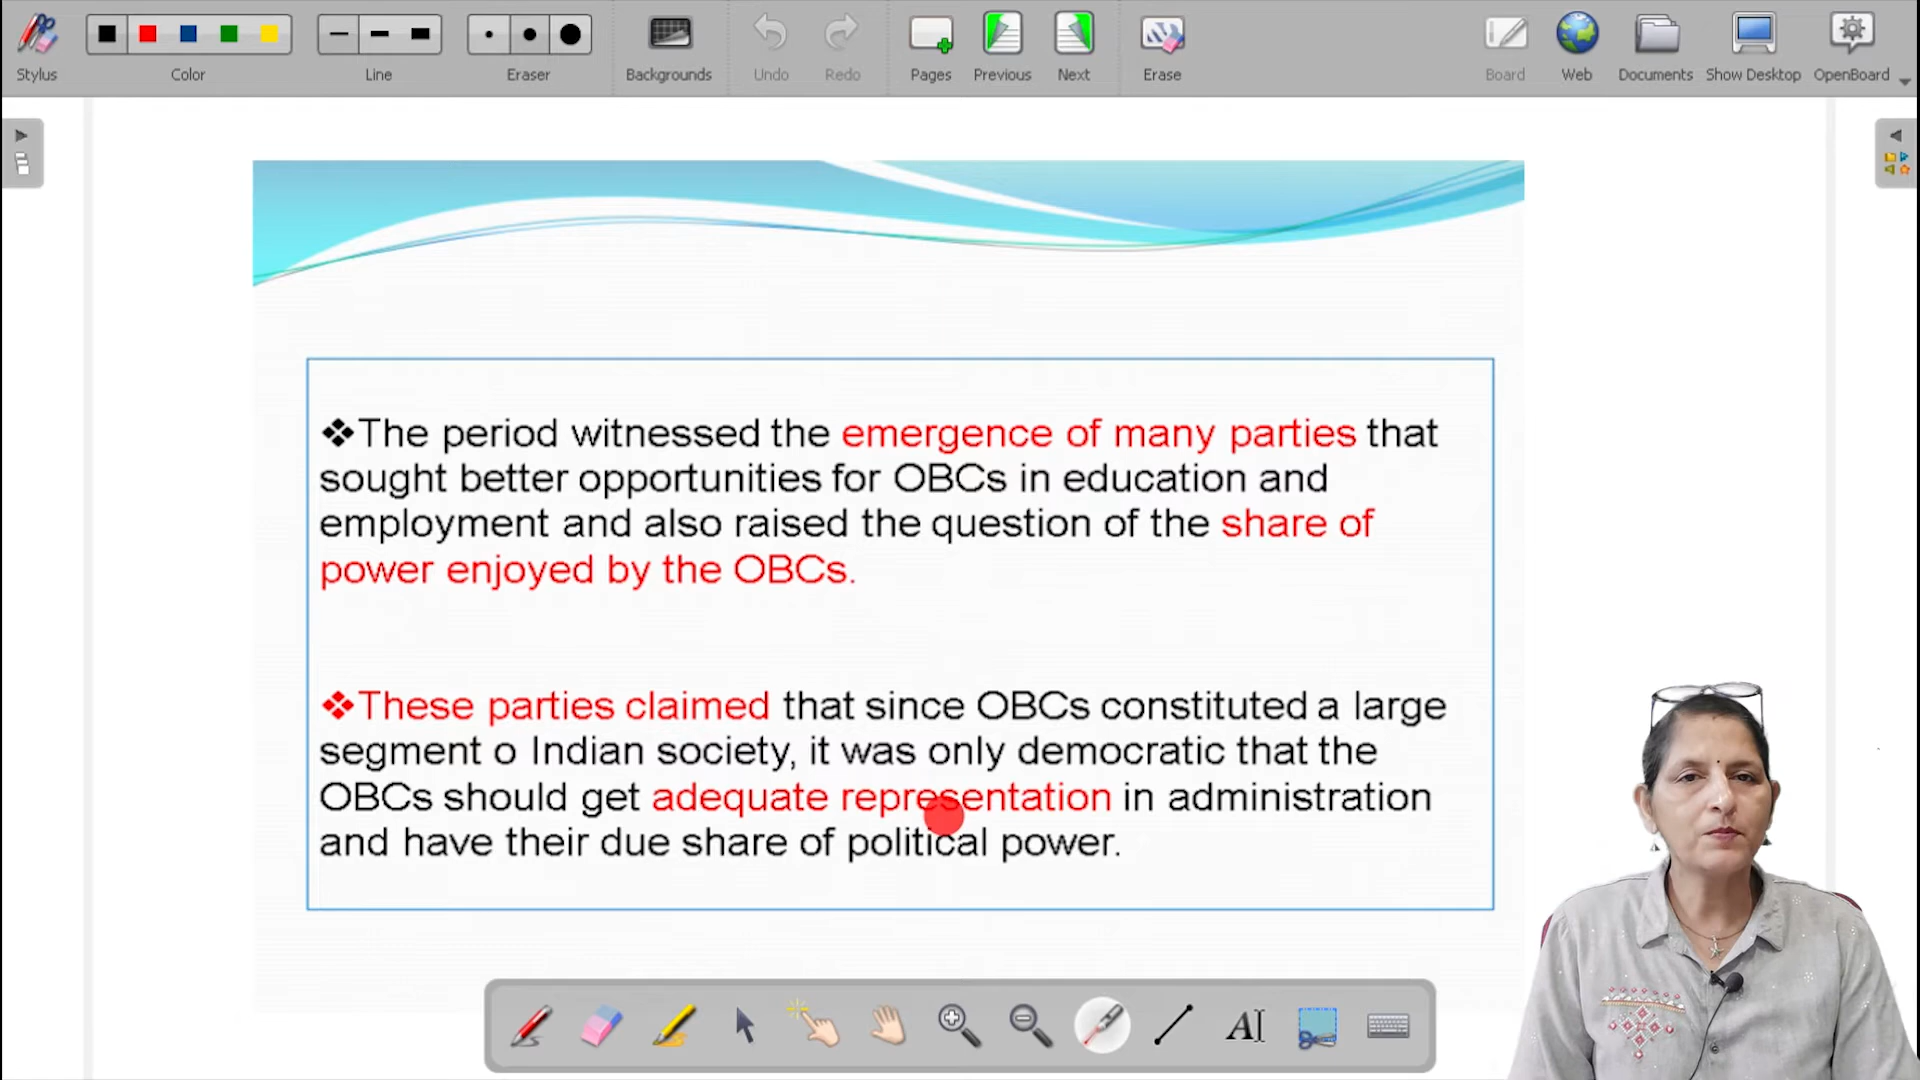 Stylus
Color
Line
Eraser
Backgrounds
Undo
Redo
Pages
Previous
Next
Erase
Board
Web
Documents
Show Desktop
OpenBoard
❖The period witnessed the emergence of many parties that
sought better opportunities for OBCs in education and
employment and also raised the question of the share of
power enjoyed by the OBCs.
❖These parties claimed that since OBCs constituted a large
segment o Indian society, it was only democratic that the
OBCs should get adequate representation in administration
and have their due share of political power.
AI